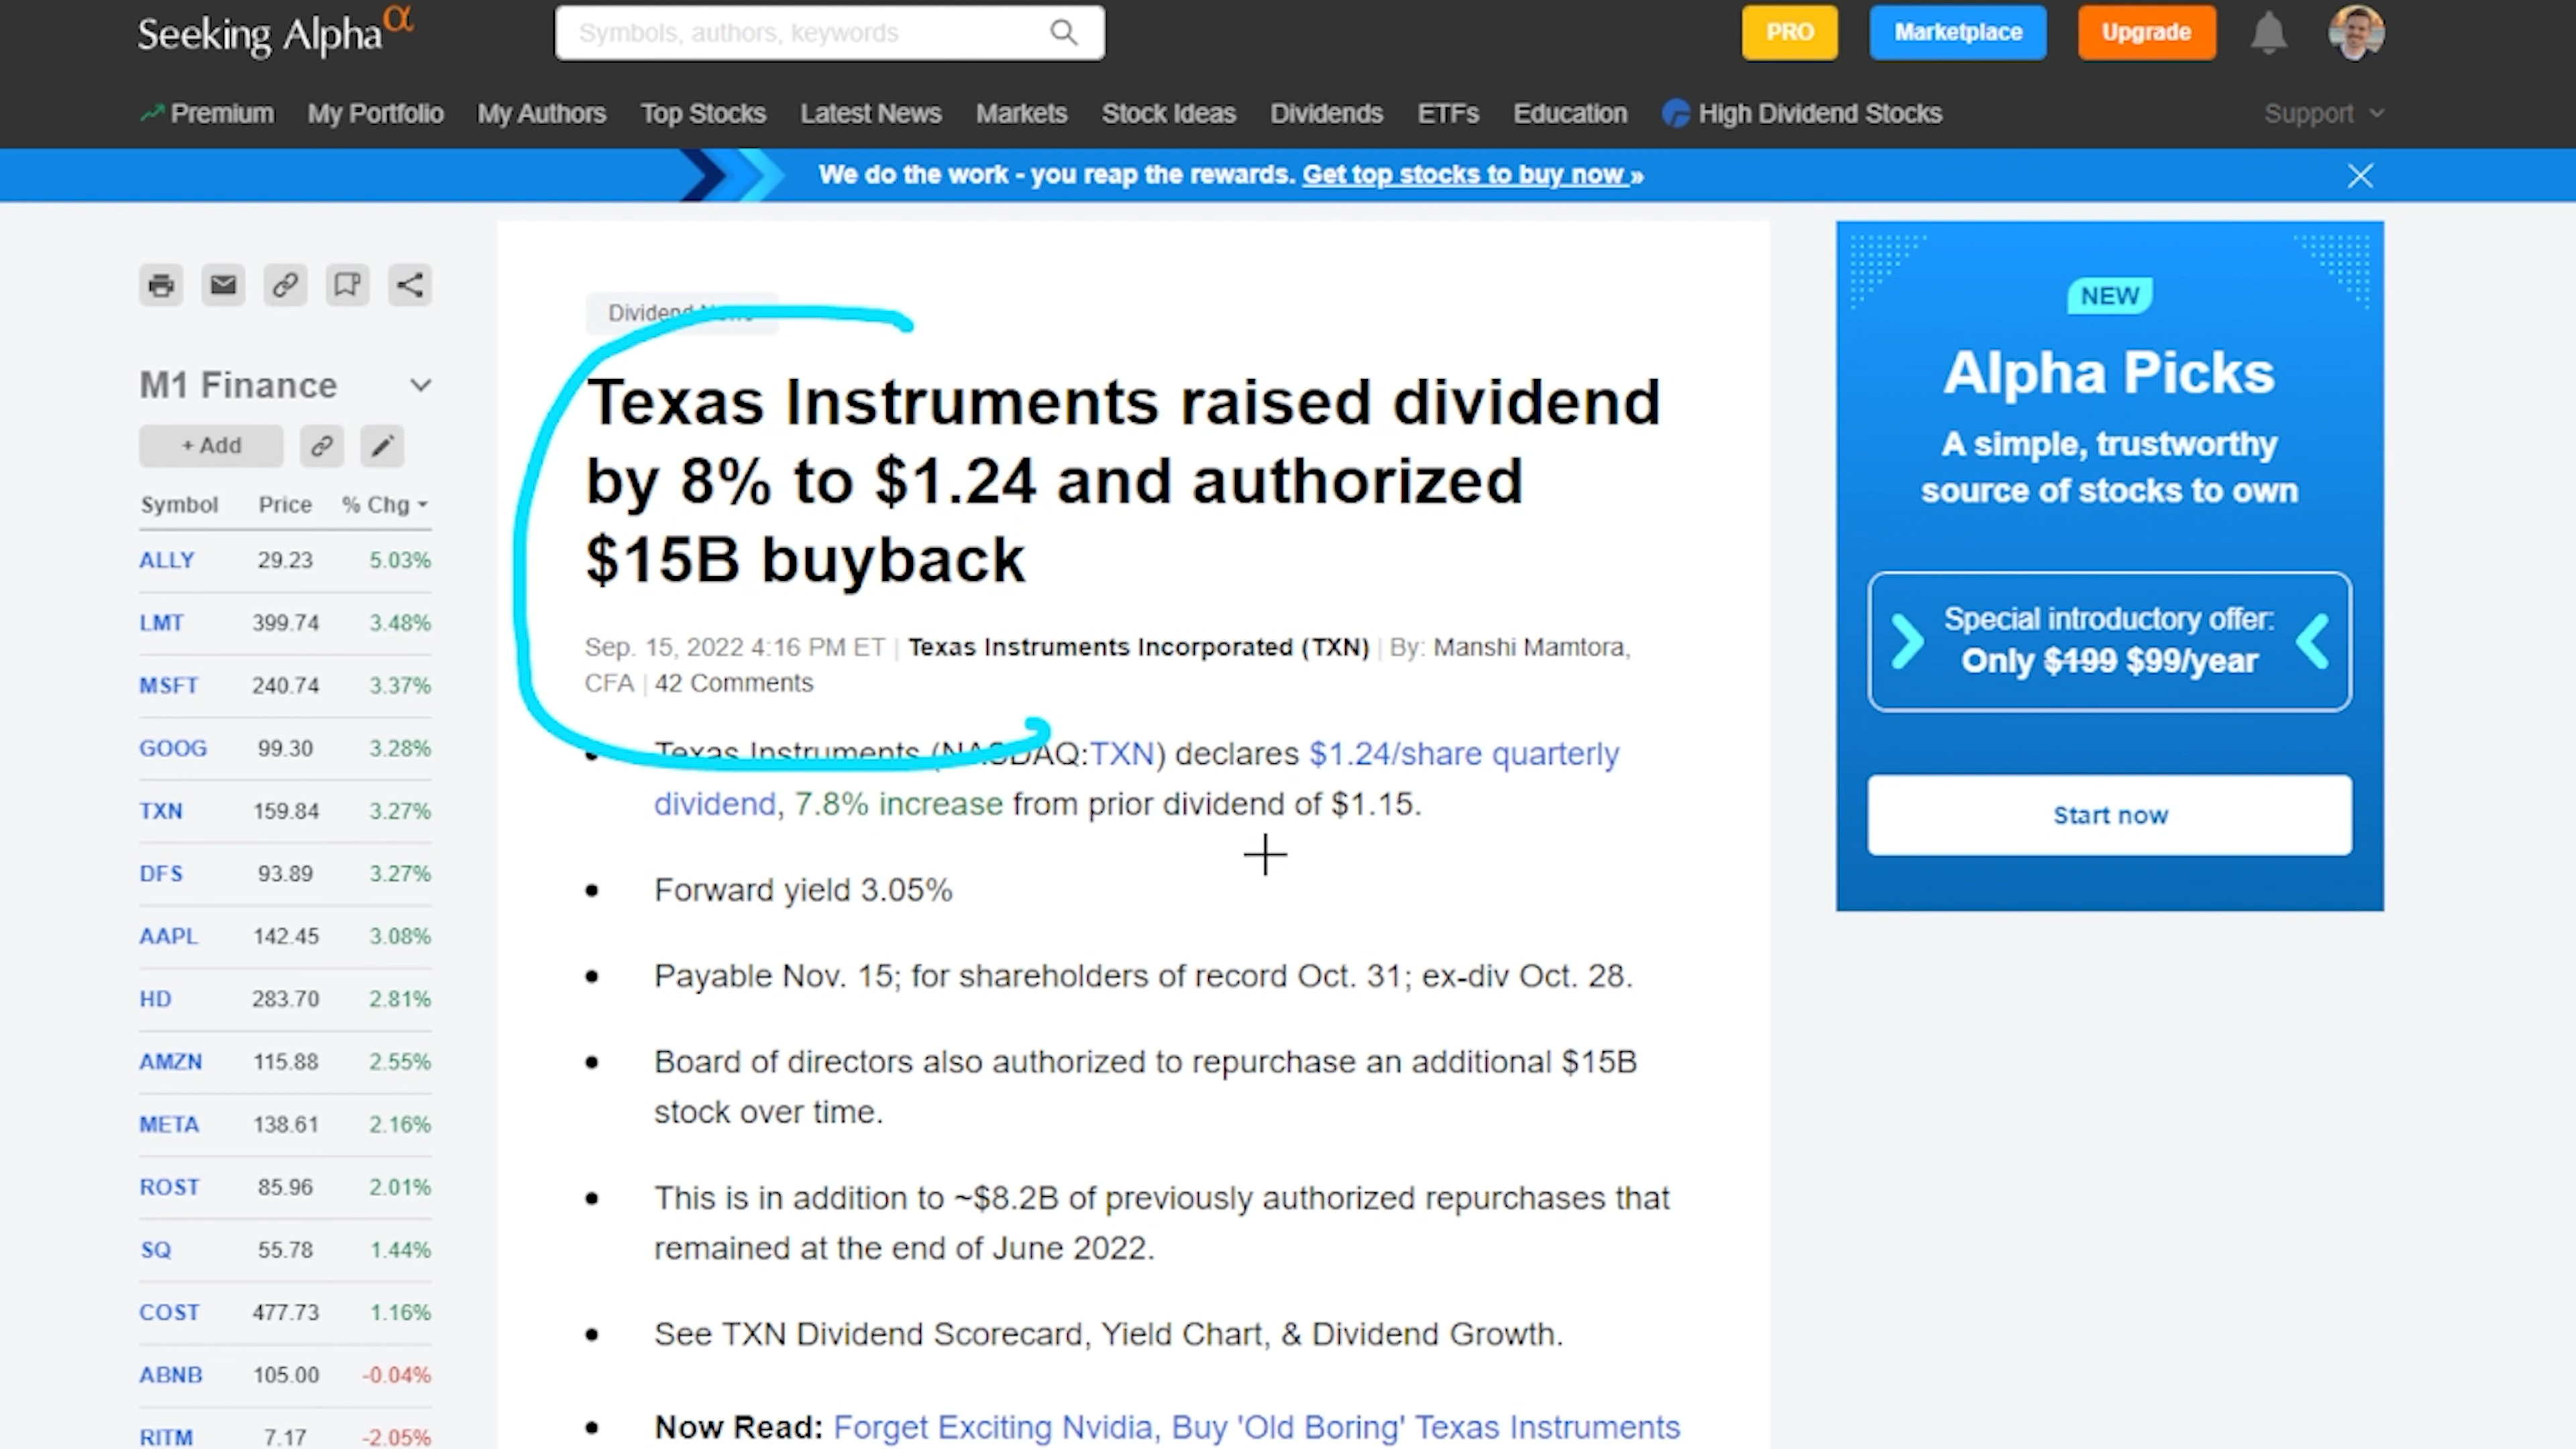 Seeking Alpha α
Symbols, authors, keywords
PRO
Marketplace
Upgrade
Premium My Portfolio My Authors Top Stocks Latest News Markets Stock Ideas Dividends ETFs Education High Dividend Stocks Support
We do the work - you reap the rewards. Get top stocks to buy now »
M1 Finance
+ Add
Symbol Price % Chg
ALLY 29.23 5.03%
LMT 399.74 3.48%
MSFT 240.74 3.37%
GOOG 99.30 3.28%
TXN 159.84 3.27%
DFS 93.89 3.27%
AAPL 142.45 3.08%
HD 283.70 2.81%
AMZN 115.88 2.55%
META 138.61 2.16%
ROST 85.96 2.01%
SQ 55.78 1.44%
COST 477.73 1.16%
ABNB 105.00 -0.04%
RITM 7.17 -2.05%
Dividend
Texas Instruments raised dividend
by 8% to $1.24 and authorized
$15B buyback
Sep. 15, 2022 4:16 PM ET | Texas Instruments Incorporated (TXN) | By: Manshi Mamtora,
CFA | 42 Comments
• Texas Instruments (NASDAQ:TXN) declares $1.24/share quarterly
dividend, 7.8% increase from prior dividend of $1.15.
• Forward yield 3.05%
• Payable Nov. 15; for shareholders of record Oct. 31; ex-div Oct. 28.
• Board of directors also authorized to repurchase an additional $15B
stock over time.
• This is in addition to ~$8.2B of previously authorized repurchases that
remained at the end of June 2022.
• See TXN Dividend Scorecard, Yield Chart, & Dividend Growth.
• Now Read: Forget Exciting Nvidia, Buy 'Old Boring' Texas Instruments
NEW
Alpha Picks
A simple, trustworthy
source of stocks to own
Special introductory offer:
Only $199 $99/year
Start now